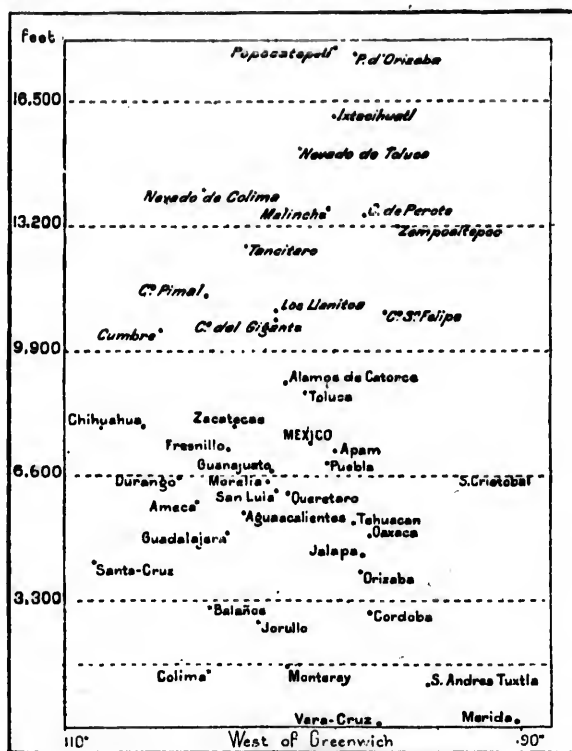 feet
Popocatepetl
P. d'Orizaba
16.500
Ixtacihuatl
Nevado de Toluca
Nevado de Colima
Malinche
C. de Perote
13.200
Zempoaltepec
Tancitaro
Co. Pimal
Los Llanitos
Co. del Gigante
Co. Sn. Felipe
Cumbre
9.900
Alamos de Catorce
Toluca
Chihuahua
Zacatecas
MEXICO
Fresnillo
Apam
Guanajuato
Puebla
6.600
Durango
Morelia
S. Cristobal
San Luis
Queretaro
Ameca
Aguascalientes
Tehuacan
Oaxaca
Guadalajara
Jalapa
Santa-Cruz
Orizaba
3.300
Balaños
Cordoba
Jorullo
Colima
Monteray
S. Andres Tuxtla
Vera-Cruz
Merida
110°
West of Greenwich
90°